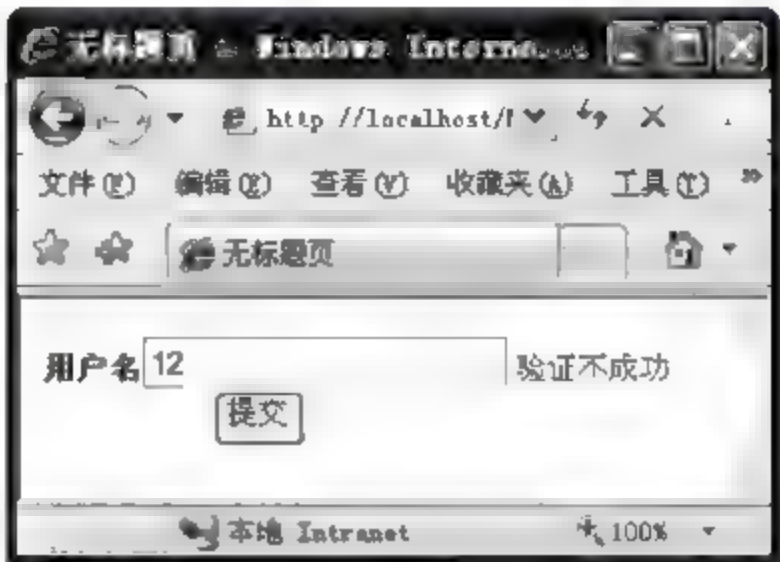 无标题页 - Windows Interne...
http //localhost/
文件(F) 编辑(E) 查看(V) 收藏夹(A) 工具(T) »
无标题页
用户名 12 验证不成功
提交
本地 Intranet 100%